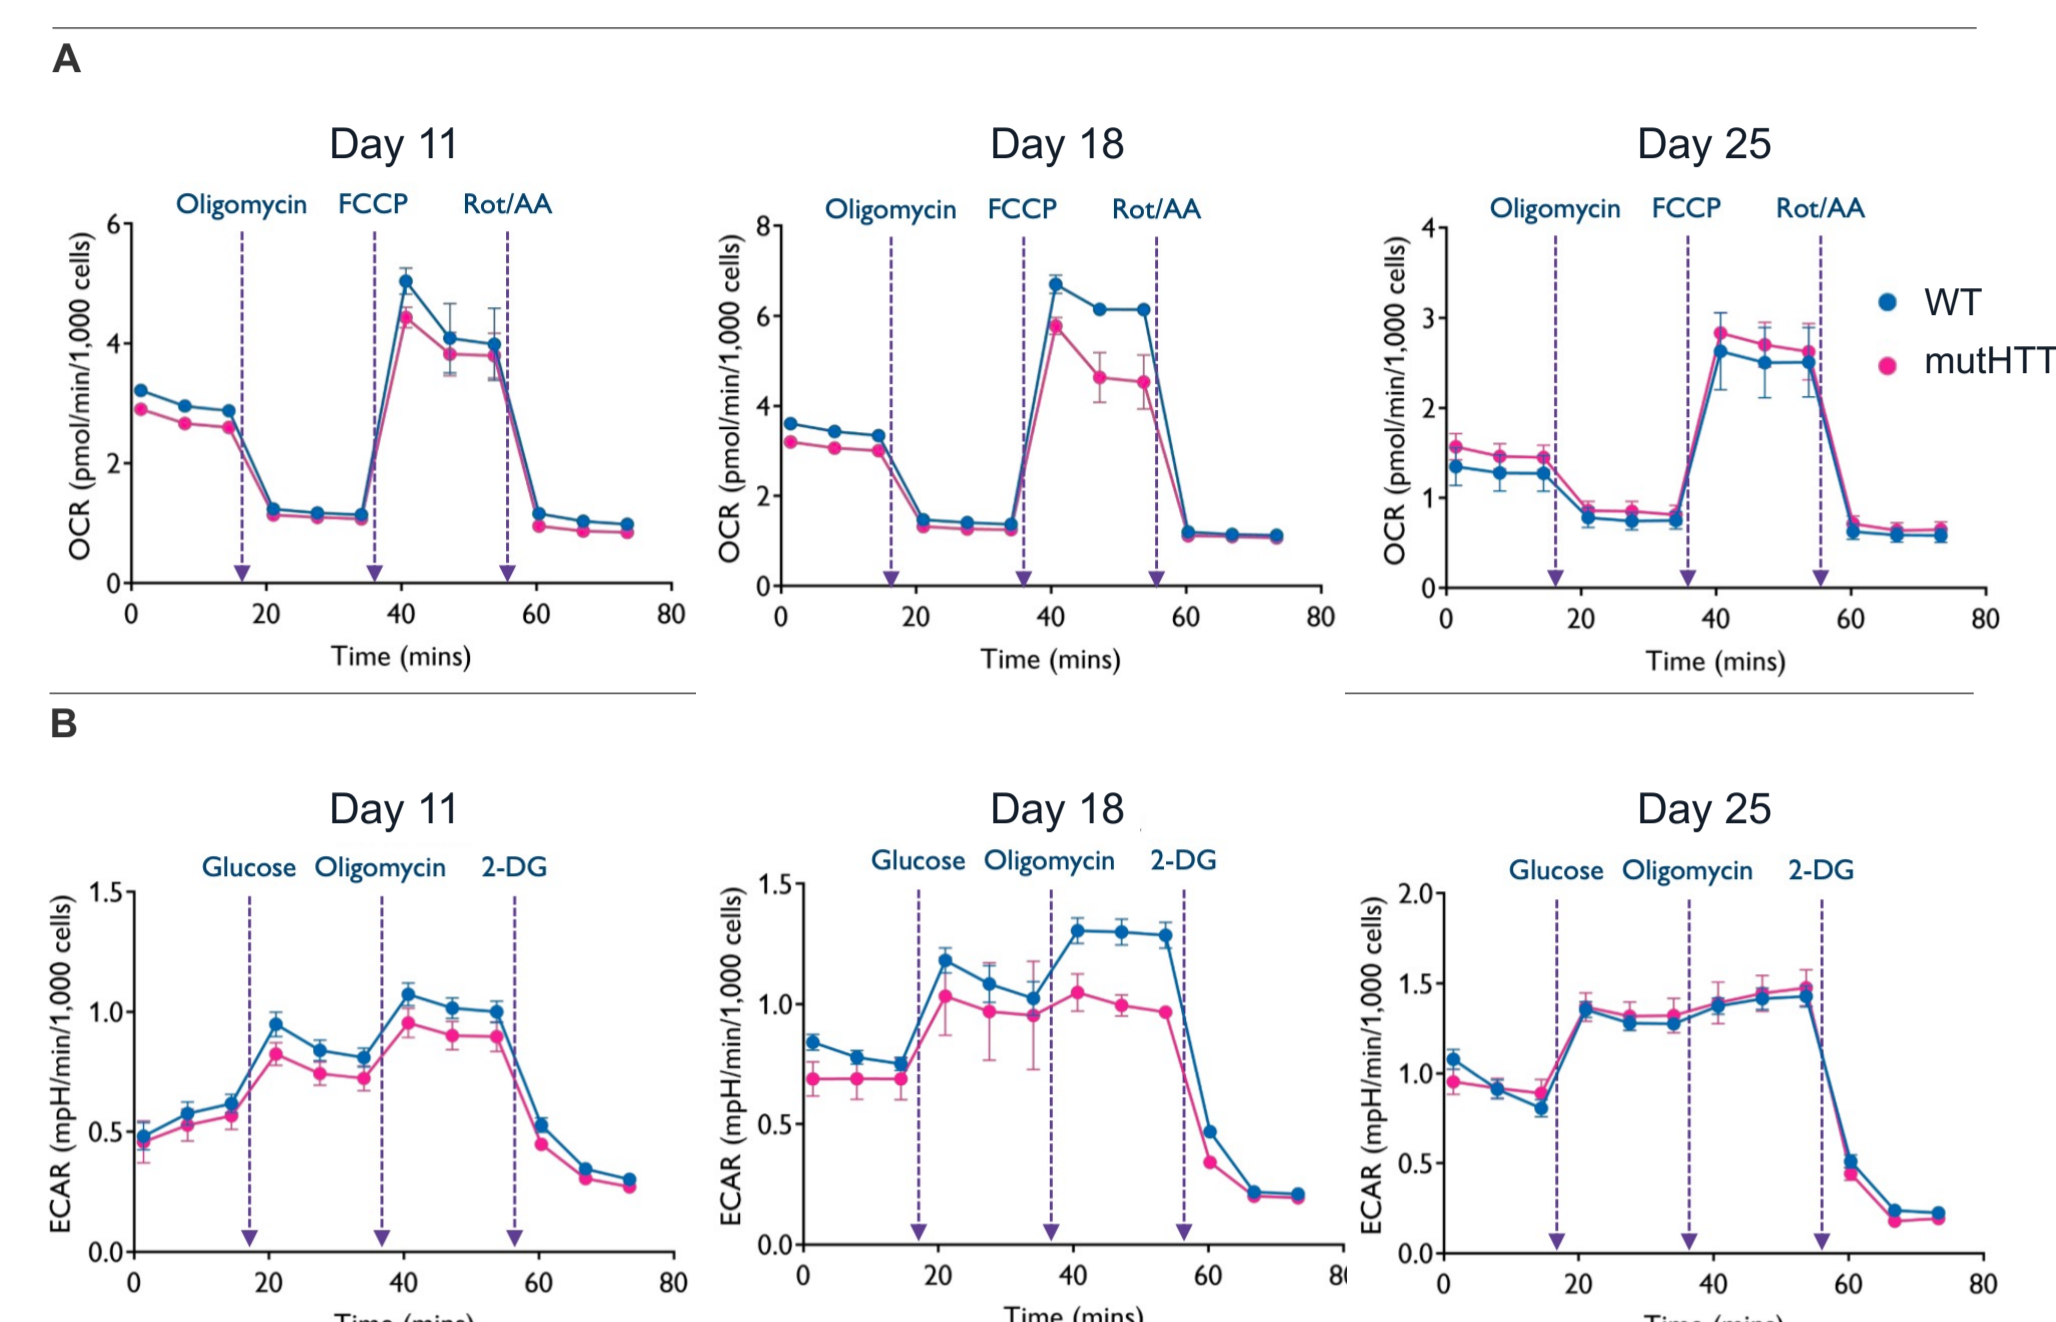 A
Day 11
Oligomycin FCCP Rot/AA
OCR (pmol/min/1,000 cells)
6
4
2
0
0 20 40 60 80
Time (mins)
Day 18
Oligomycin FCCP Rot/AA
OCR (pmol/min/1,000 cells)
8
6
4
2
0
0 20 40 60 80
Time (mins)
Day 25
Oligomycin FCCP Rot/AA
OCR (pmol/min/1,000 cells)
4
3
2
1
0
0 20 40 60 80
Time (mins)
WT
mutHTT
B
Day 11
Glucose Oligomycin 2-DG
ECAR (mpH/min/1,000 cells)
1.5
1.0
0.5
0.0
0 20 40 60 80
Time (mins)
Day 18
Glucose Oligomycin 2-DG
ECAR (mpH/min/1,000 cells)
1.5
1.0
0.5
0.0
0 20 40 60 80
Time (mins)
Day 25
Glucose Oligomycin 2-DG
ECAR (mpH/min/1,000 cells)
2.0
1.5
1.0
0.5
0.0
0 20 40 60 80
Time (mins)